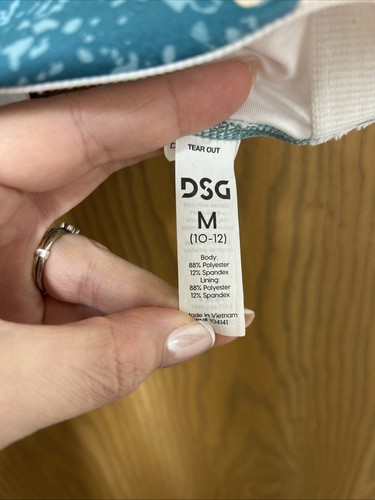 TEAR OUT
DSG
M
(10-12)
Body:
88% Polyester
12% Spandex
Lining:
88% Polyester
12% Spandex
Made in Vietnam